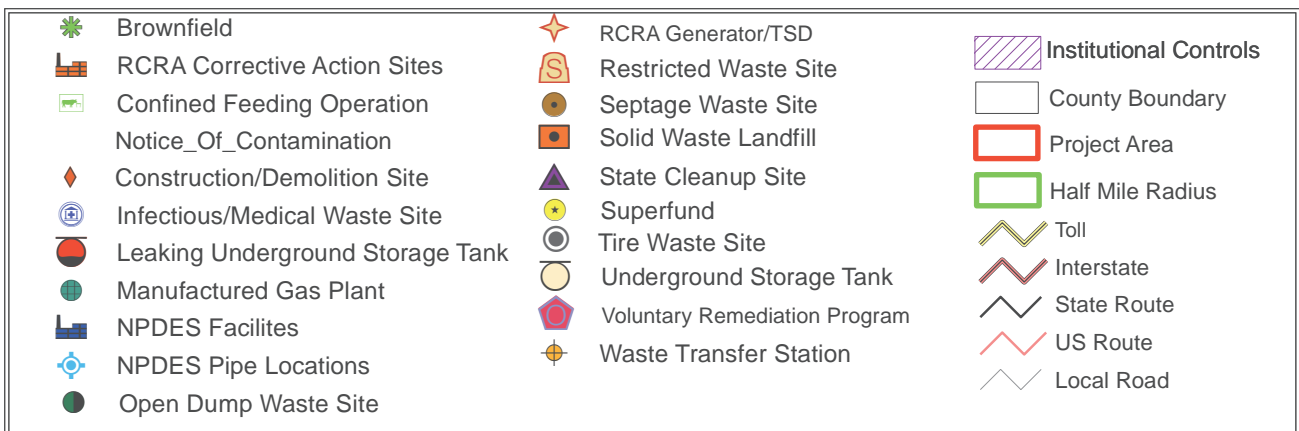 Brownfield
RCRA Corrective Action Sites
Confined Feeding Operation
Notice_Of_Contamination
Construction/Demolition Site
Infectious/Medical Waste Site
Leaking Underground Storage Tank
Manufactured Gas Plant
NPDES Facilites
NPDES Pipe Locations
Open Dump Waste Site
RCRA Generator/TSD
Restricted Waste Site
Septage Waste Site
Solid Waste Landfill
State Cleanup Site
Superfund
Tire Waste Site
Underground Storage Tank
Voluntary Remediation Program
Waste Transfer Station
Institutional Controls
County Boundary
Project Area
Half Mile Radius
Toll
Interstate
State Route
US Route
Local Road